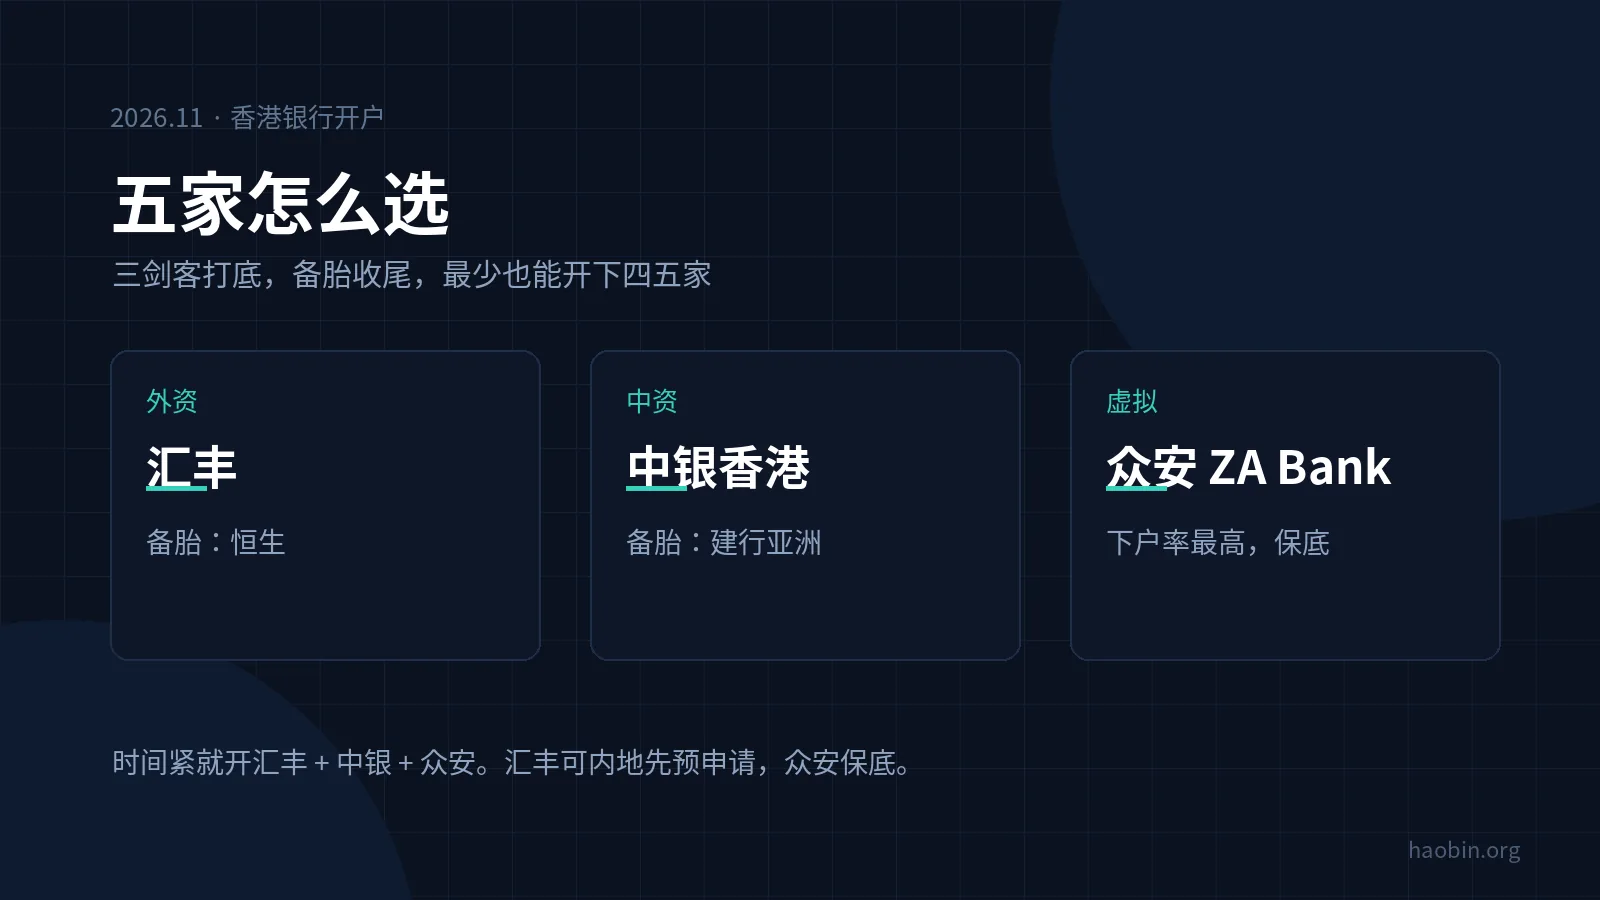 2026.11 · 香港银行开户
五家怎么选
三剑客打底，备胎收尾，最少也能开下四五家
外资
汇丰
备胎：恒生
中资
中银香港
备胎：建行亚洲
虚拟
众安 ZA Bank
下户率最高，保底
时间紧就开汇丰 + 中银 + 众安。汇丰可内地先预申请，众安保底。
haobin.org